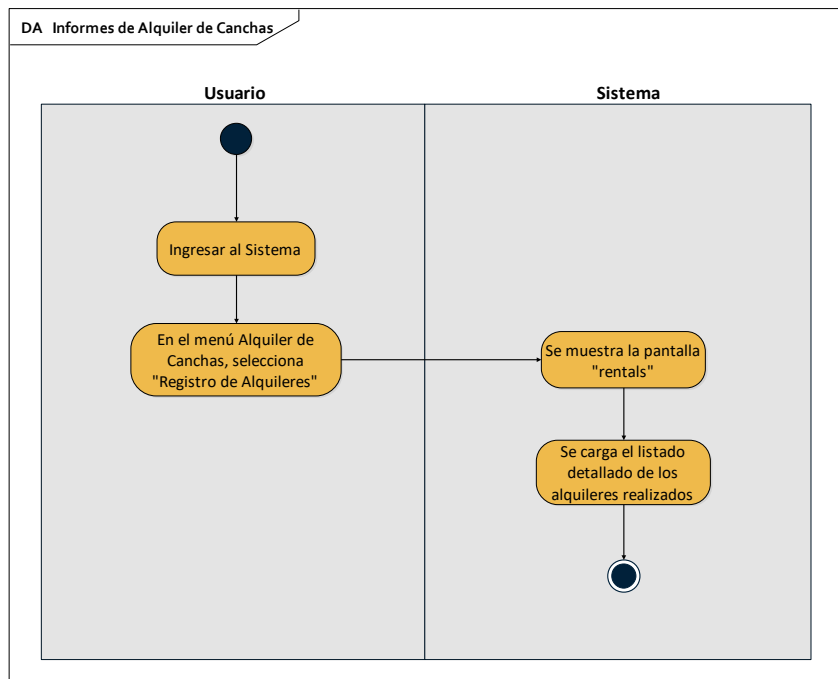 DA Informes de Alquiler de Canchas
Usuario
Sistema
Ingresar al Sistema
En el menú Alquiler de
Canchas, selecciona
"Registro de Alquileres"
Se muestra la pantalla
"rentals"
Se carga el listado
detallado de los
alquileres realizados